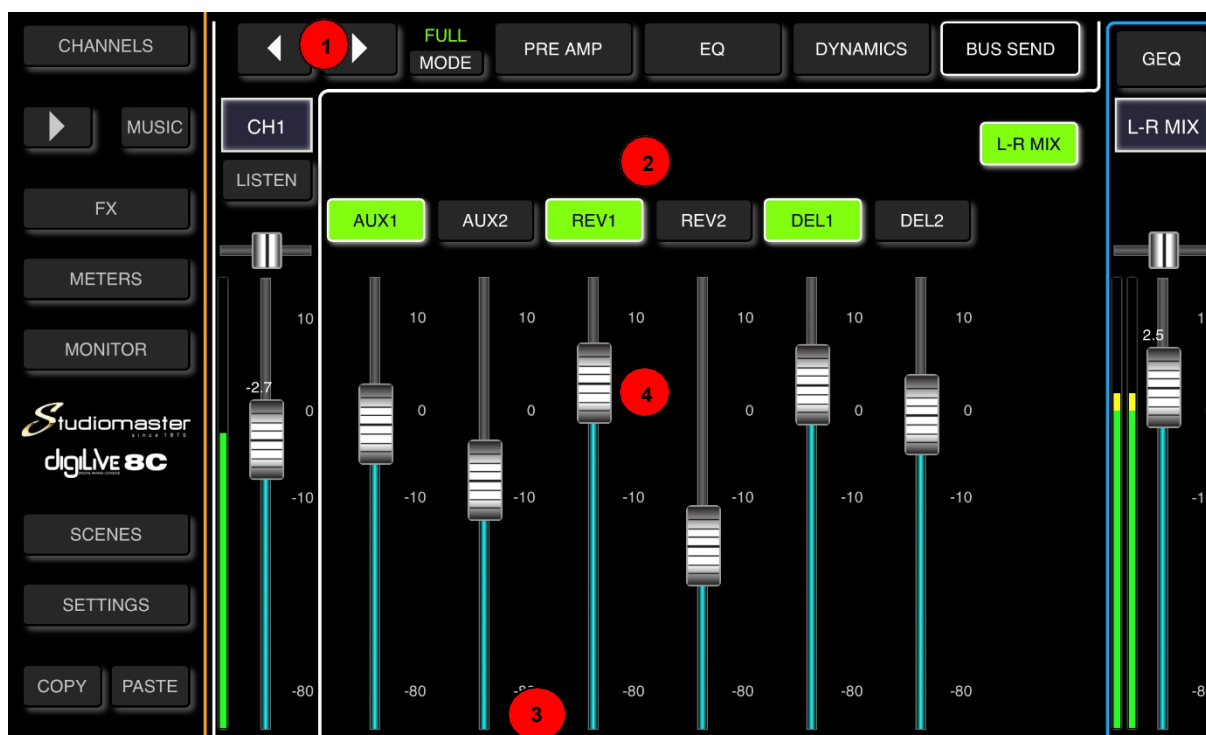 CHANNELS
MUSIC
FX
METERS
MONITOR
Studiomaster
since 1976
digiLiVE 8C
SCENES
SETTINGS
COPY PASTE
1
FULL
MODE
PRE AMP EQ DYNAMICS BUS SEND
GEQ
CH1
L-R MIX
L-R MIX
LISTEN
2
AUX1 AUX2 REV1 REV2 DEL1 DEL2
10 10 10 10 10 10 10
-2.7
2.5
4
0 0 0 0 0 0
-10 -10 -10 -10 -10 -10 -10
-80 -80 -80 -80 -80 -80
3